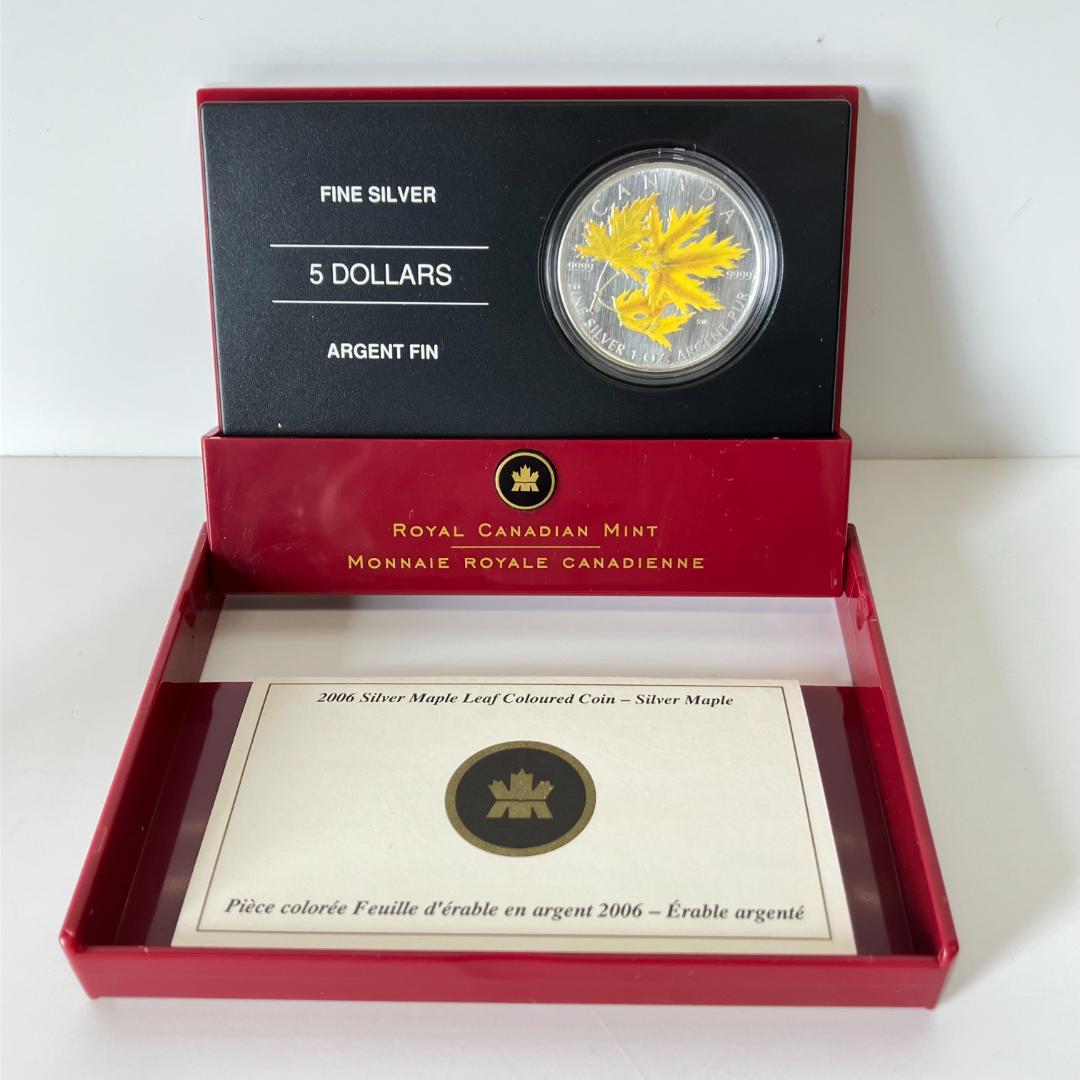 FINE SILVER
5 DOLLARS
ARGENT FIN
CANADA
9999
9999
FINE SILVER 1 OZ. ARGENT PUR
SW
ROYAL CANADIAN MINT
MONNAIE ROYALE CANADIENNE
2006 Silver Maple Leaf Coloured Coin – Silver Maple
Pièce colorée Feuille d'érable en argent 2006 – Érable argenté